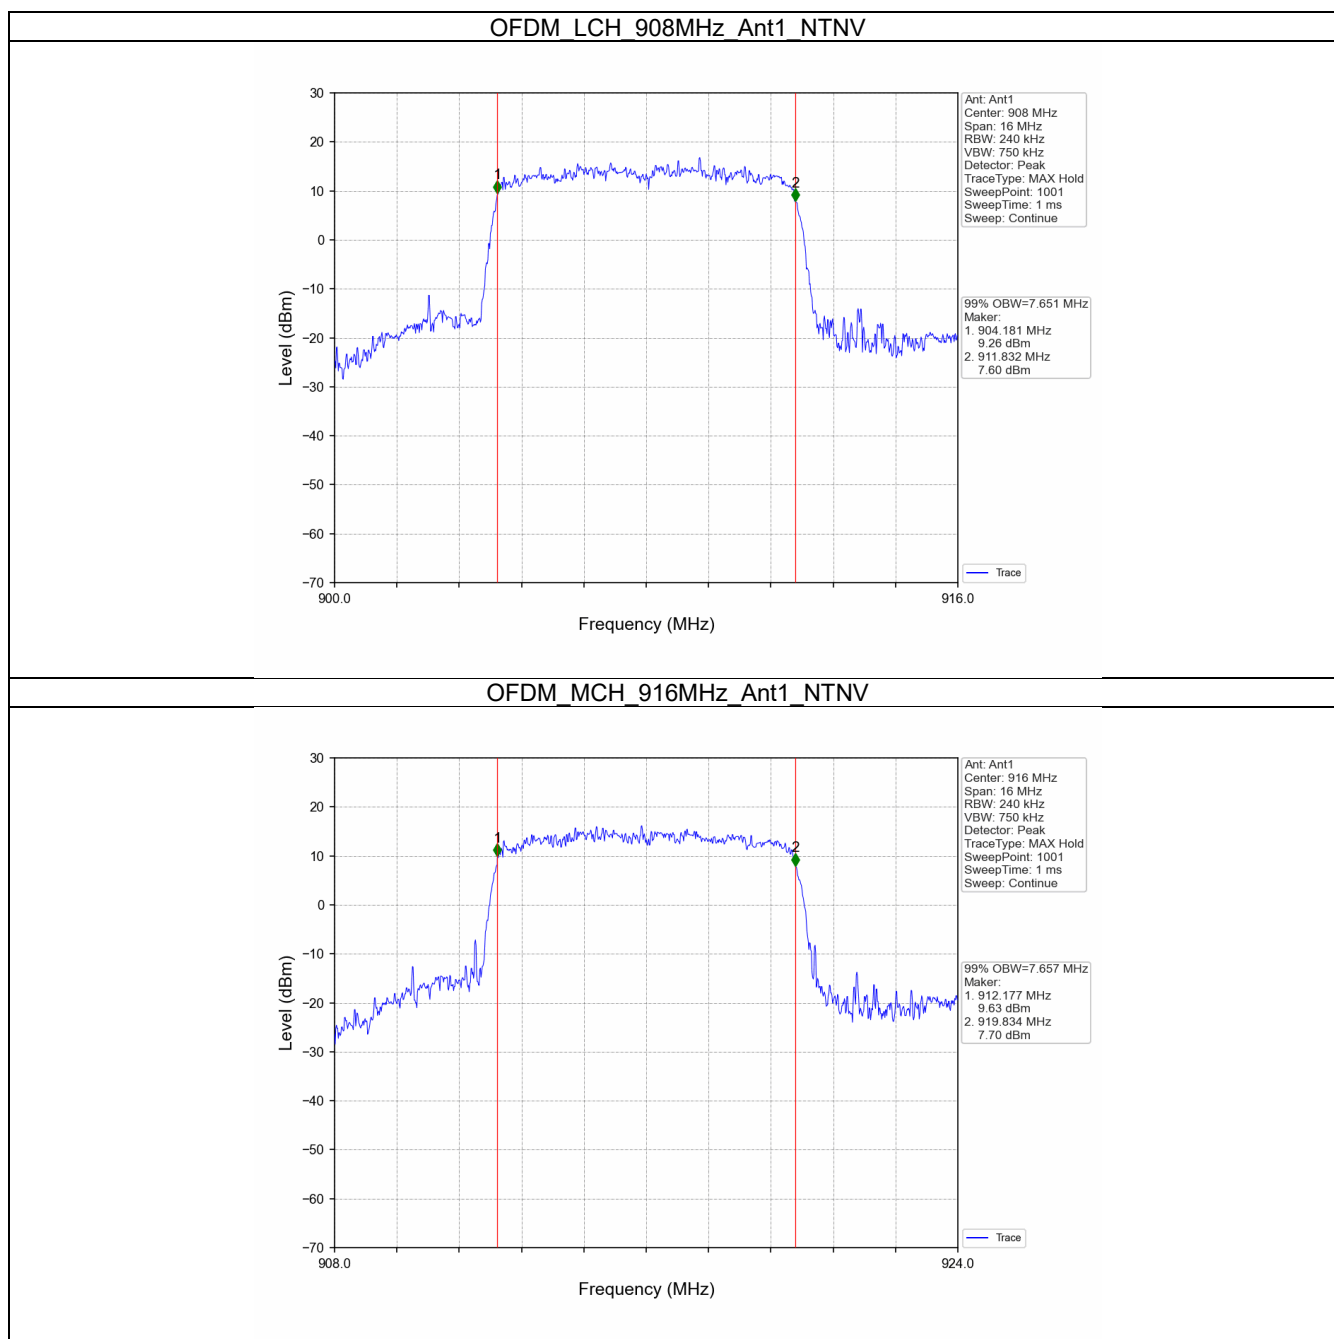 OFDM_LCH_908MHz_Ant1_NTNV
30
20
10
0
−10
−20
−30
−40
−50
−60
−70
Level (dBm)
1
2
900.0
916.0
Frequency (MHz)
Ant: Ant1
Center: 908 MHz
Span: 16 MHz
RBW: 240 kHz
VBW: 750 kHz
Detector: Peak
TraceType: MAX Hold
SweepPoint: 1001
SweepTime: 1 ms
Sweep: Continue
99% OBW=7.651 MHz
Maker:
1. 904.181 MHz
9.26 dBm
2. 911.832 MHz
7.60 dBm
Trace
OFDM_MCH_916MHz_Ant1_NTNV
30
20
10
0
−10
−20
−30
−40
−50
−60
−70
Level (dBm)
1
2
908.0
924.0
Frequency (MHz)
Ant: Ant1
Center: 916 MHz
Span: 16 MHz
RBW: 240 kHz
VBW: 750 kHz
Detector: Peak
TraceType: MAX Hold
SweepPoint: 1001
SweepTime: 1 ms
Sweep: Continue
99% OBW=7.657 MHz
Maker:
1. 912.177 MHz
9.63 dBm
2. 919.834 MHz
7.70 dBm
Trace